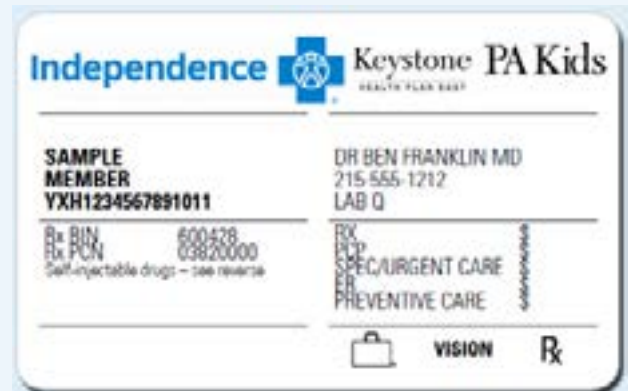 Independence Keystone PA Kids
HEALTH PLAN EAST
SAMPLE
MEMBER
YXH1234567891011
DR BEN FRANKLIN MD
215-555-1212
LAB Q
Rx BIN 600428
Rx PCN 03820000
Self-injectable drugs – see reverse
RX
PCP
SPEC/URGENT CARE
ER
PREVENTIVE CARE
VISION Rx